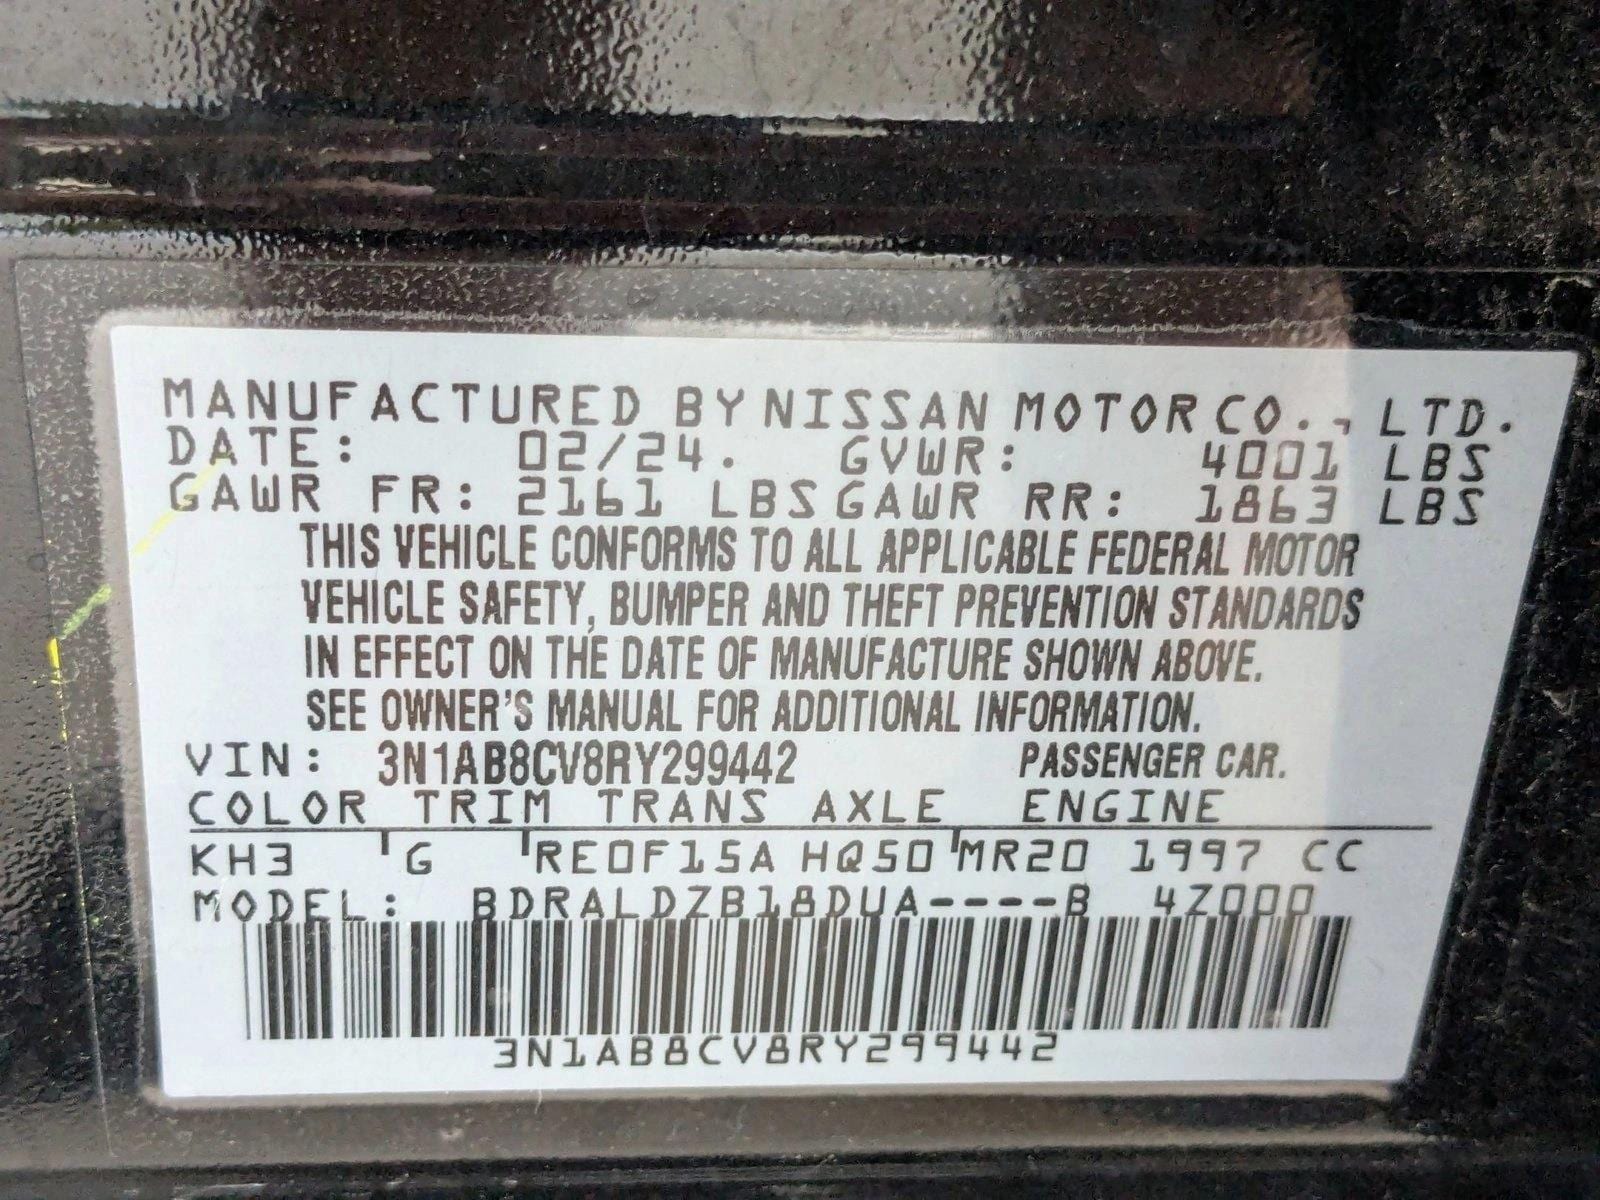 MANUFACTURED BY NISSAN MOTOR CO., LTD.
DATE: 02/24. GVWR: 4001 LBS
GAWR FR: 2161 LBS GAWR RR: 1863 LBS
THIS VEHICLE CONFORMS TO ALL APPLICABLE FEDERAL MOTOR
VEHICLE SAFETY, BUMPER AND THEFT PREVENTION STANDARDS
IN EFFECT ON THE DATE OF MANUFACTURE SHOWN ABOVE.
SEE OWNER'S MANUAL FOR ADDITIONAL INFORMATION.
VIN: 3N1AB8CV8RY299442 PASSENGER CAR.
COLOR TRIM TRANS AXLE ENGINE
KH3 G RE0F15A HQ50 MR20 1997 CC
MODEL: BDRALDZB18DUA----B 4Z000
3N1AB8CV8RY299442